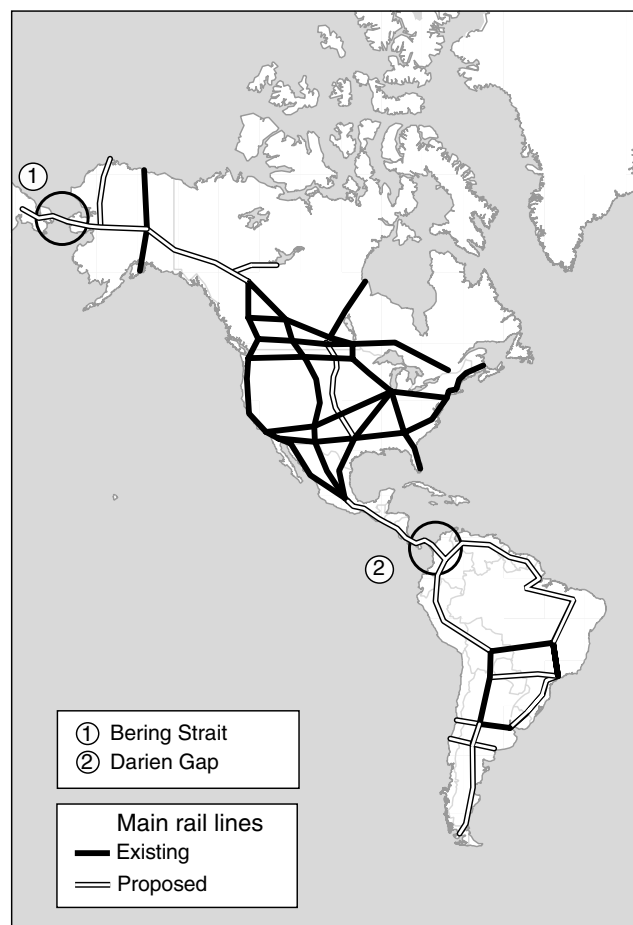 1
2
1 Bering Strait
2 Darien Gap
Main rail lines
Existing
Proposed